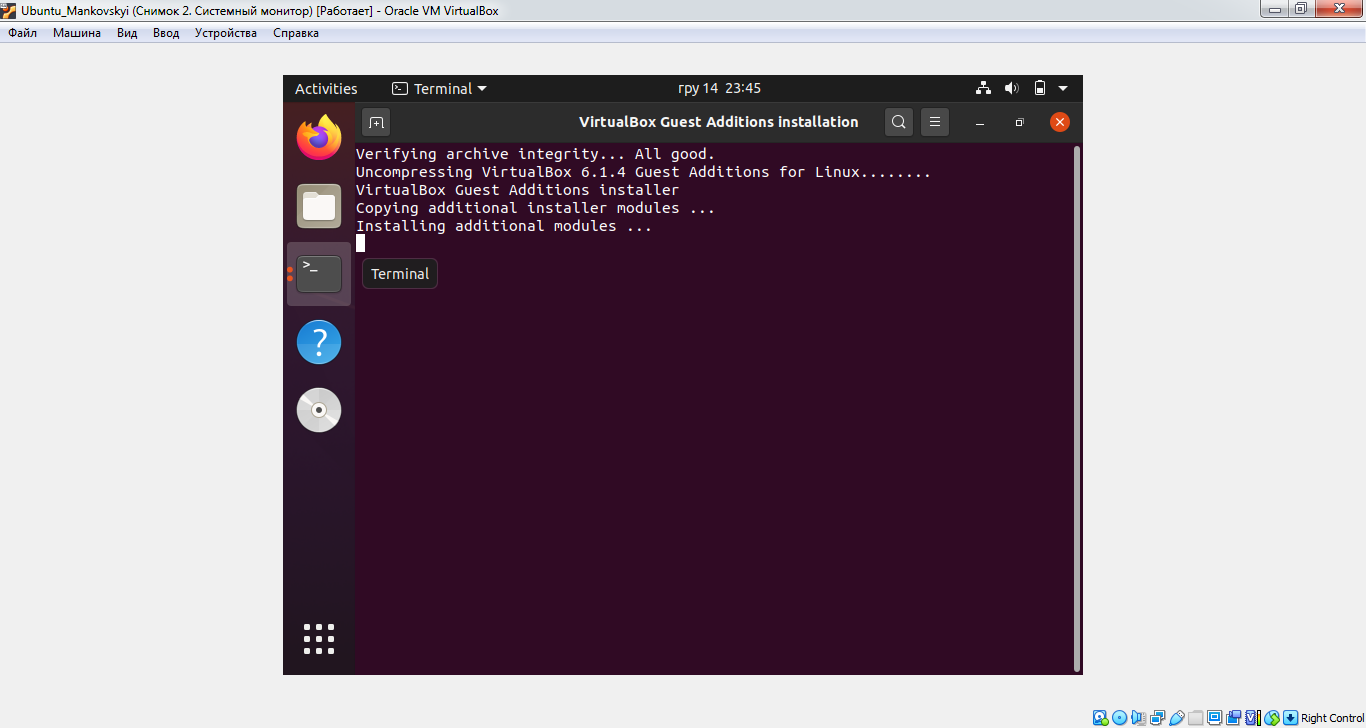 Ubuntu_Mankovskyi (Снимок 2. Системный монитор) [Работает] - Oracle VM VirtualBox
Файл Машина Вид Ввод Устройства Справка
Activities Terminal гру 14 23:45
VirtualBox Guest Additions installation
Verifying archive integrity... All good.
Uncompressing VirtualBox 6.1.4 Guest Additions for Linux........
VirtualBox Guest Additions installer
Copying additional installer modules ...
Installing additional modules ...
Terminal
Right Control